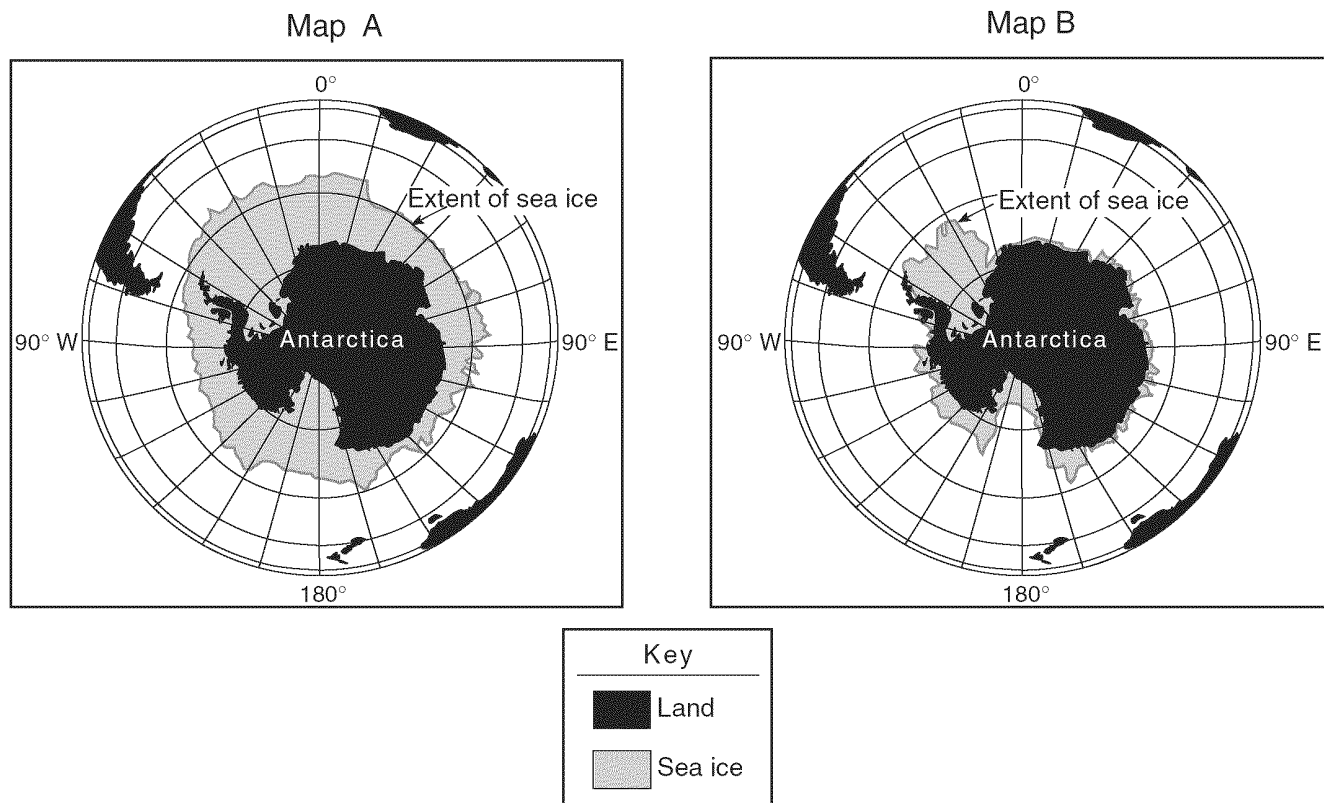 Map A
0°
Extent of sea ice
90° W
Antarctica
90° E
180°
Map B
0°
Extent of sea ice
90° W
Antarctica
90° E
180°
Key
Land
Sea ice